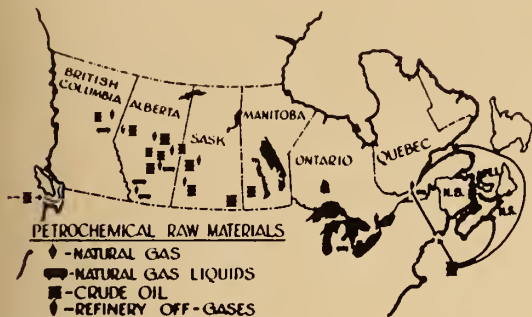 BRITISH
COLUMBIA
ALBERTA
SASK
MANITOBA
ONTARIO
QUEBEC
N.B.
P.E.I.
N.S.
PETROCHEMICAL RAW MATERIALS
-NATURAL GAS
-NATURAL GAS LIQUIDS
-CRUDE OIL
-REFINERY OFF-GASES